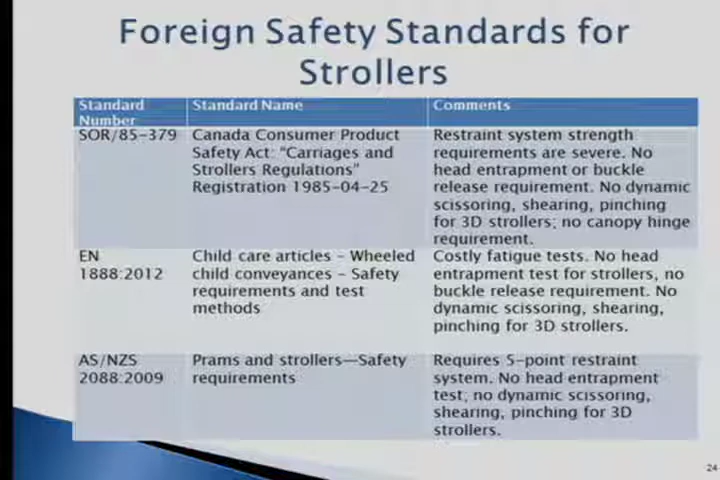 Foreign Safety Standards for
Strollers
Standard
Number
Standard Name
Comments
SOR/85-379
Canada Consumer Product
Safety Act: "Carriages and
Strollers Regulations"
Registration 1985-04-25
Restraint system strength
requirements are severe. No
head entrapment or buckle
release requirement. No dynamic
scissoring, shearing, pinching
for 3D strollers; no canopy hinge
requirement.
EN
1888:2012
Child care articles – Wheeled
child conveyances – Safety
requirements and test
methods
Costly fatigue tests. No head
entrapment test for strollers, no
buckle release requirement. No
dynamic scissoring, shearing,
pinching for 3D strollers.
AS/NZS
2088:2009
Prams and strollers—Safety
requirements
Requires 5-point restraint
system. No head entrapment
test; no dynamic scissoring,
shearing, pinching for 3D
strollers.
24